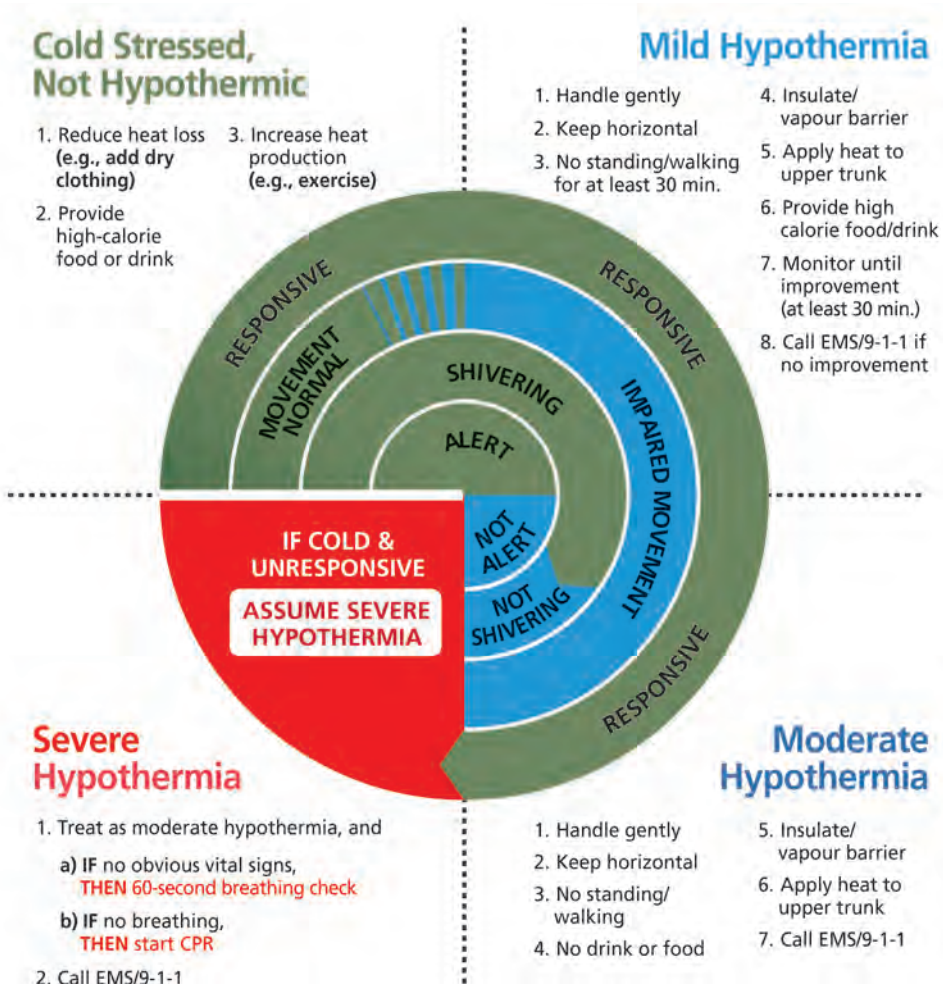 Cold Stressed,
Not Hypothermic
1. Reduce heat loss
(e.g., add dry
clothing)
2. Provide
high-calorie
food or drink
3. Increase heat
production
(e.g., exercise)
Mild Hypothermia
1. Handle gently
2. Keep horizontal
3. No standing/walking
for at least 30 min.
4. Insulate/
vapour barrier
5. Apply heat to
upper trunk
6. Provide high
calorie food/drink
7. Monitor until
improvement
(at least 30 min.)
8. Call EMS/9-1-1 if
no improvement
RESPONSIVE
RESPONSIVE
MOVEMENT
NORMAL
SHIVERING
ALERT
IMPAIRED MOVEMENT
NOT
ALERT
NOT
SHIVERING
RESPONSIVE
IF COLD &
UNRESPONSIVE
ASSUME SEVERE
HYPOTHERMIA
Severe
Hypothermia
1. Treat as moderate hypothermia, and
a) IF no obvious vital signs,
THEN 60-second breathing check
b) IF no breathing,
THEN start CPR
2. Call EMS/9-1-1
Moderate
Hypothermia
1. Handle gently
2. Keep horizontal
3. No standing/
walking
4. No drink or food
5. Insulate/
vapour barrier
6. Apply heat to
upper trunk
7. Call EMS/9-1-1